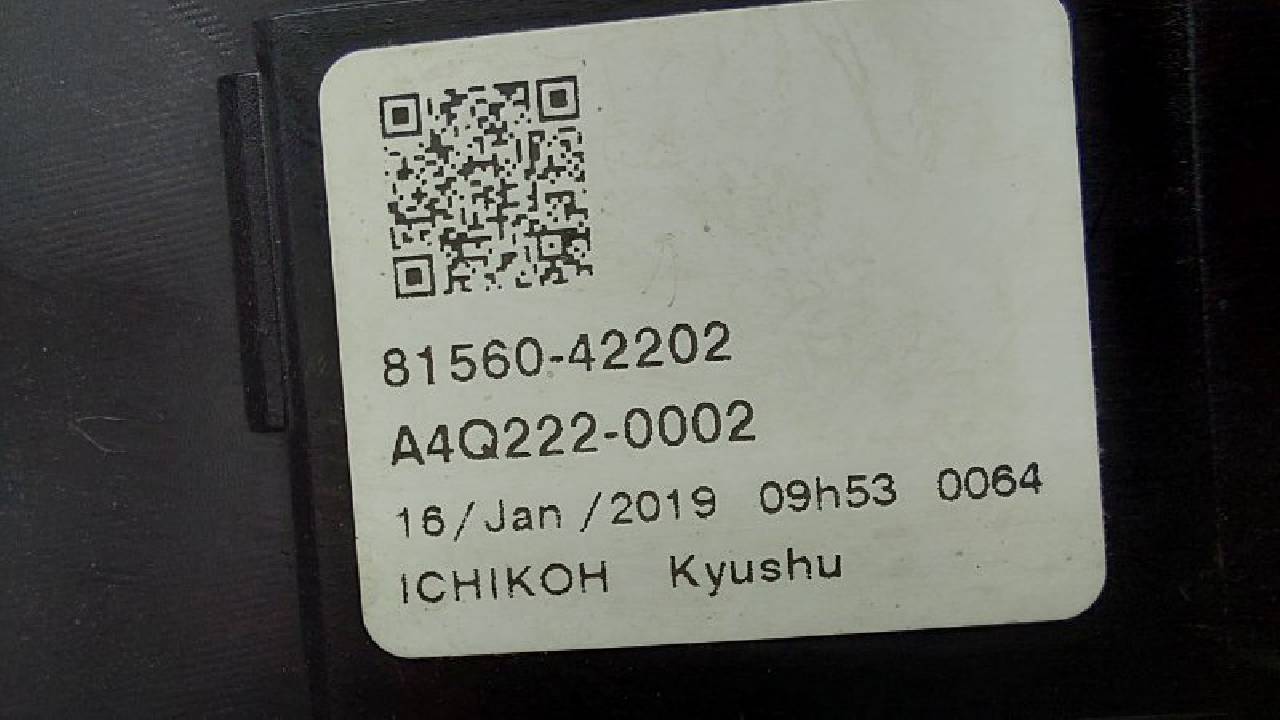 81560-42202
A4Q222-0002
16/Jan/2019 09h53 0064
ICHIKOH Kyushu